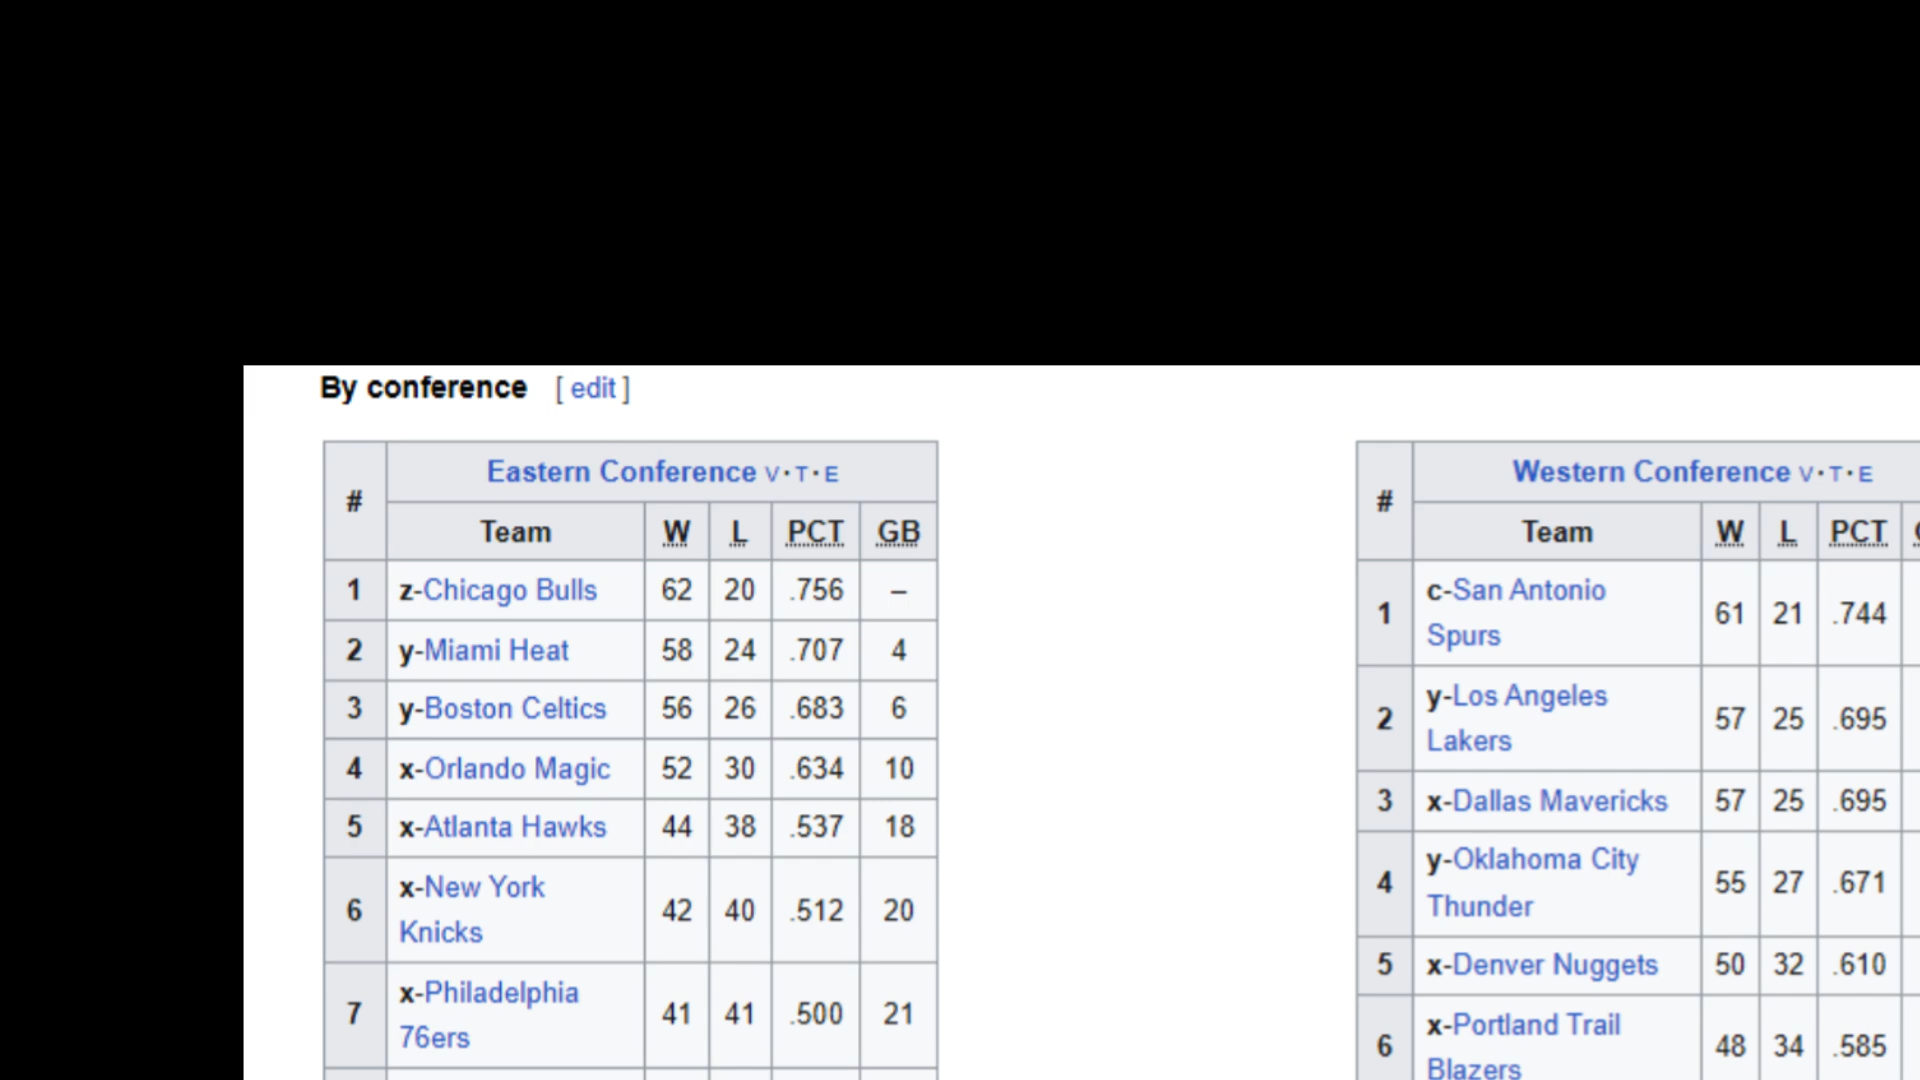 By conference [ edit ]
# Eastern Conference V·T·E
Team W L PCT GB
1 z-Chicago Bulls 62 20 .756 –
2 y-Miami Heat 58 24 .707 4
3 y-Boston Celtics 56 26 .683 6
4 x-Orlando Magic 52 30 .634 10
5 x-Atlanta Hawks 44 38 .537 18
6 x-New York
Knicks 42 40 .512 20
7 x-Philadelphia
76ers 41 41 .500 21
# Western Conference V·T·E
Team W L PCT
1 c-San Antonio
Spurs 61 21 .744
2 y-Los Angeles
Lakers 57 25 .695
3 x-Dallas Mavericks 57 25 .695
4 y-Oklahoma City
Thunder 55 27 .671
5 x-Denver Nuggets 50 32 .610
6 x-Portland Trail
Blazers 48 34 .585